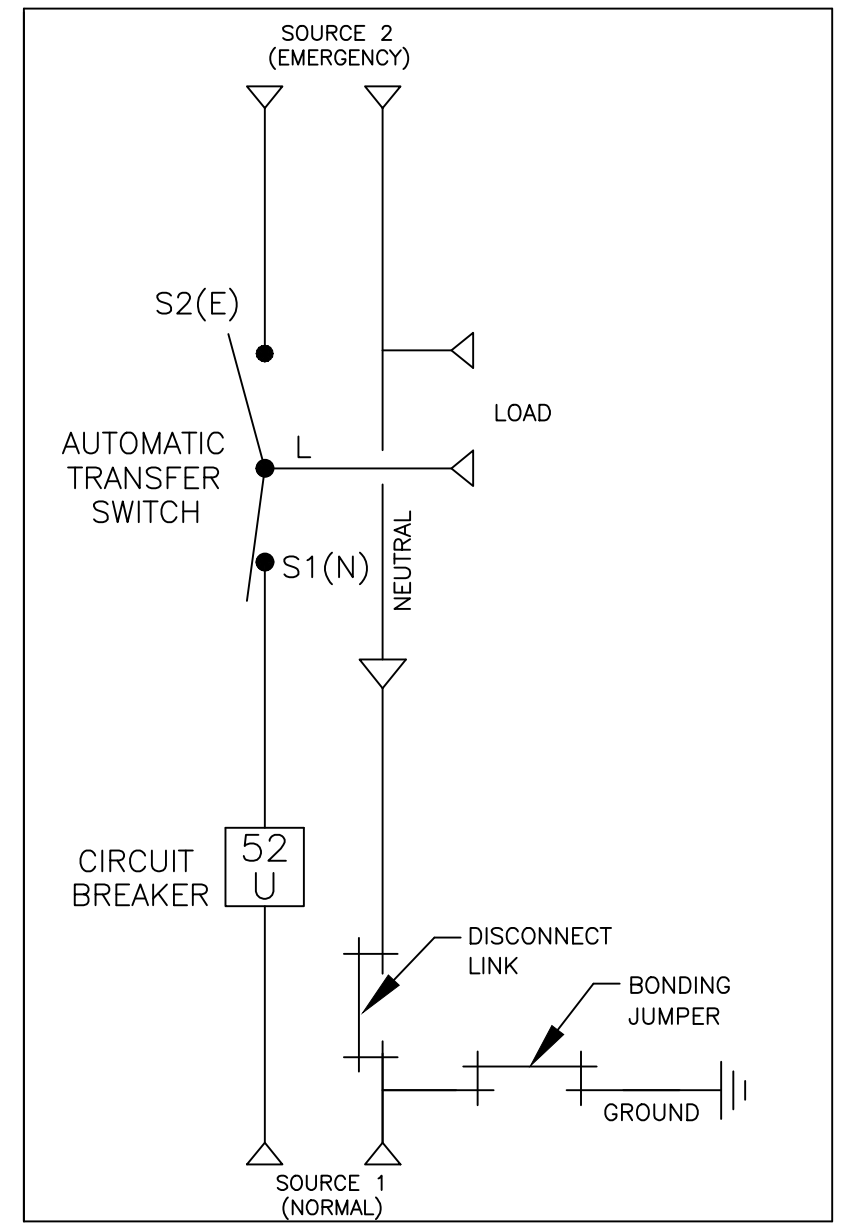 SOURCE 2
(EMERGENCY)
S2(E)
LOAD
AUTOMATIC
TRANSFER
SWITCH
L
S1(N)
NEUTRAL
CIRCUIT
BREAKER
52
U
DISCONNECT
LINK
BONDING
JUMPER
GROUND
SOURCE 1
(NORMAL)